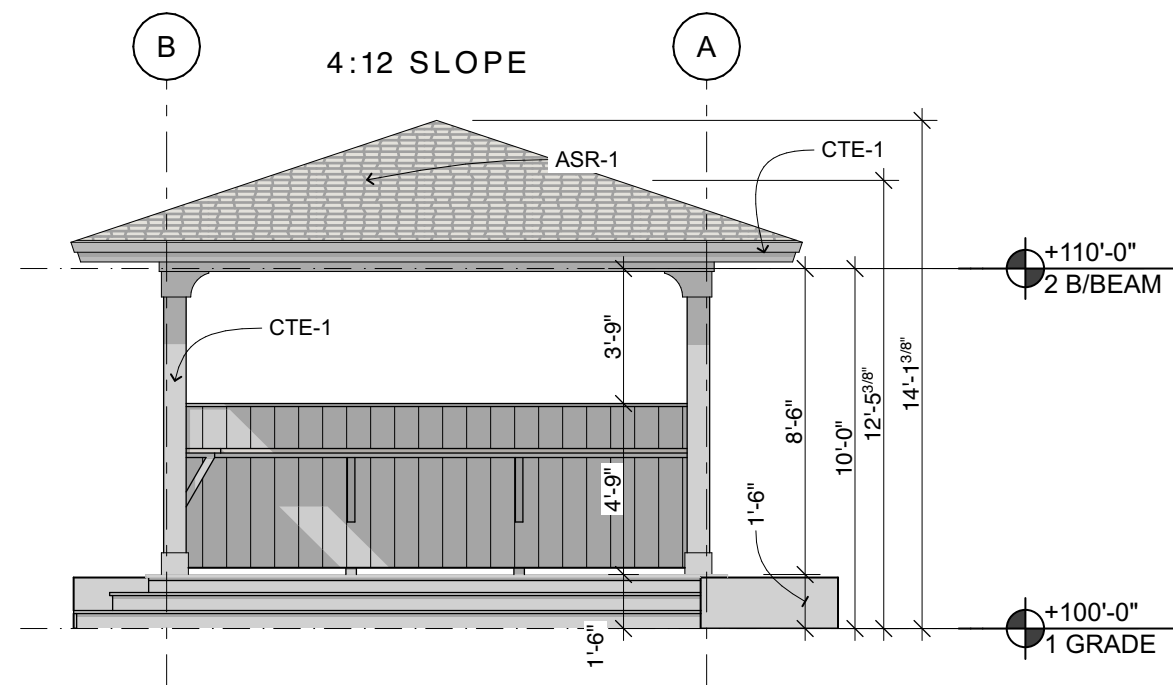 B
A
4:12 SLOPE
ASR-1
CTE-1
+110'-0"
2 B/BEAM
CTE-1
3'-9"
14'-1 3/8"
12'-5 3/8"
8'-6"
10'-0"
4'-9"
1'-6"
+100'-0"
1 GRADE
1'-6"